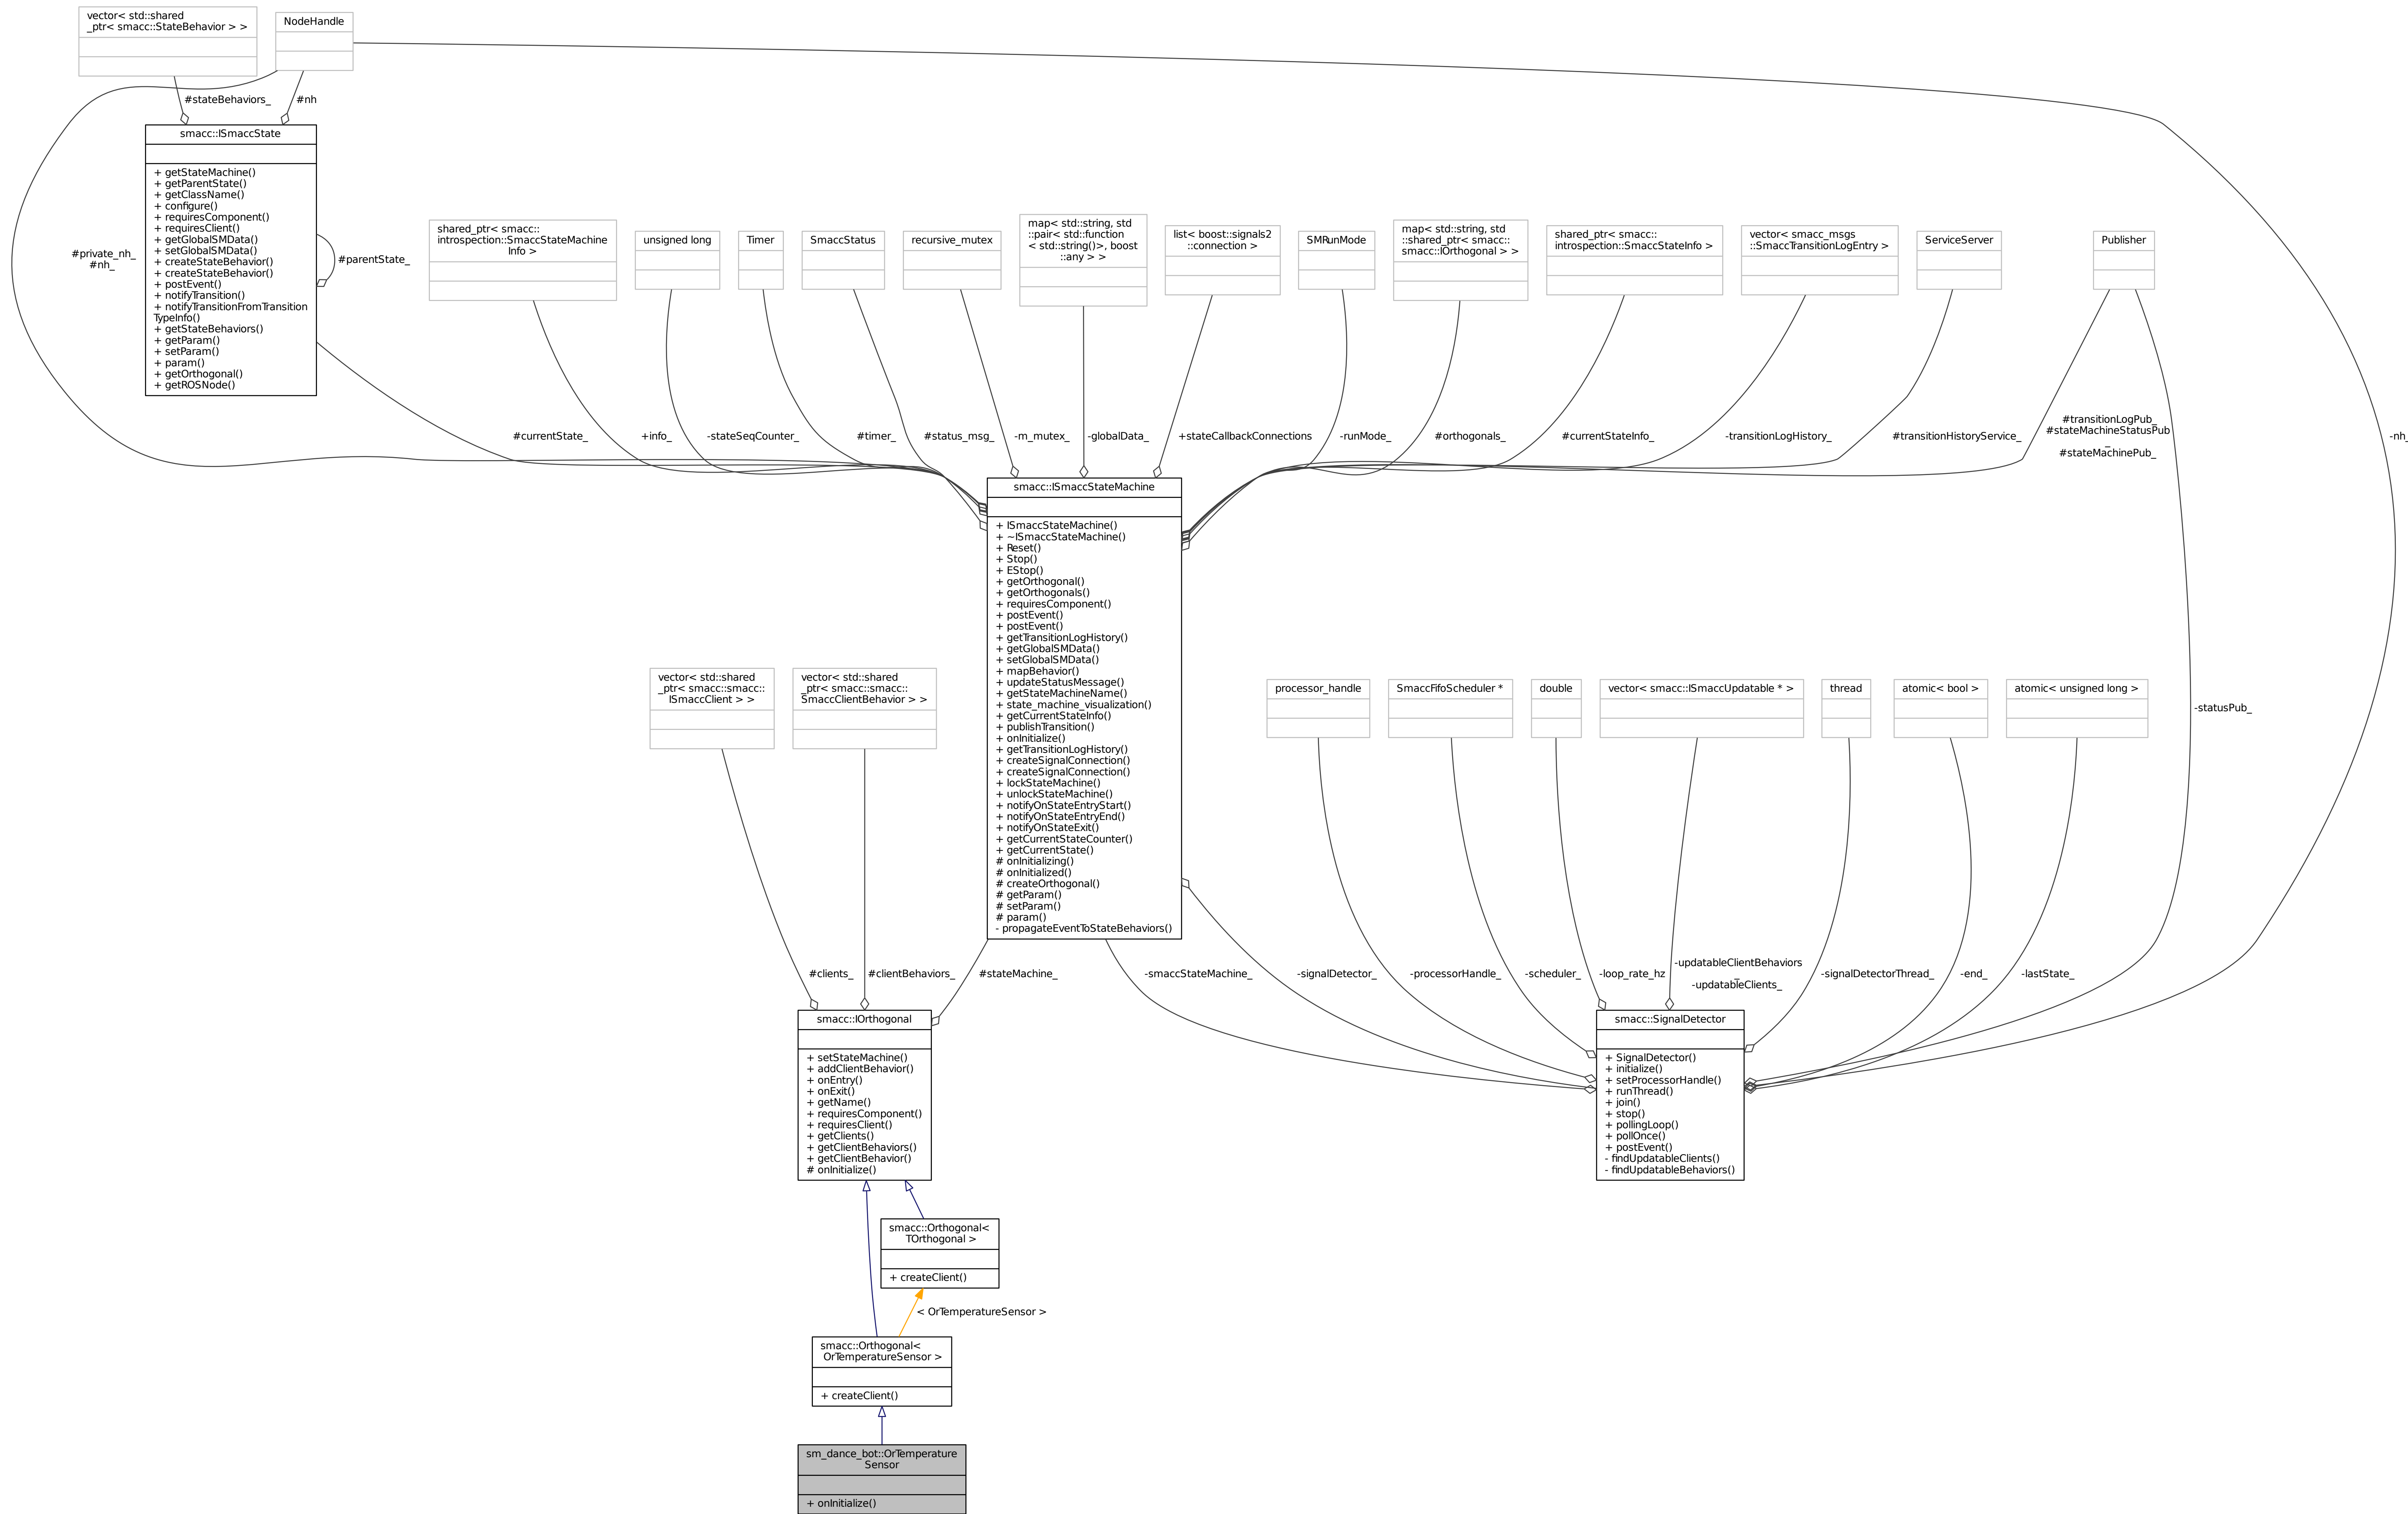 vector< std::shared
_ptr< smacc::StateBehavior > >
NodeHandle
#stateBehaviors_
#nh
smacc::ISmaccState
+ getStateMachine()
+ getParentState()
+ getClassName()
+ configure()
+ requiresComponent()
+ requiresClient()
+ getGlobalSMData()
+ setGlobalSMData()
+ createStateBehavior()
+ createStateBehavior()
+ postEvent()
+ notifyTransition()
+ notifyTransitionFromTransition
TypeInfo()
+ getStateBehaviors()
+ getParam()
+ setParam()
+ param()
+ getOrthogonal()
+ getROSNode()
#private_nh_
#nh_
#parentState_
shared_ptr< smacc::
introspection::SmaccStateMachine
Info >
unsigned long
Timer
SmaccStatus
recursive_mutex
map< std::string, std
::pair< std::function
< std::string()>, boost
::any > >
list< boost::signals2
::connection >
SMRunMode
map< std::string, std
::shared_ptr< smacc::
smacc::IOrthogonal > >
shared_ptr< smacc::
introspection::SmaccStateInfo >
vector< smacc_msgs
::SmaccTransitionLogEntry >
ServiceServer
Publisher
#currentState_
+info_
-stateSeqCounter_
#timer_
#status_msg_
-m_mutex_
-globalData_
+stateCallbackConnections
-runMode_
#orthogonals_
#currentStateInfo_
-transitionLogHistory_
#transitionHistoryService_
#transitionLogPub_
#stateMachineStatusPub
_
#stateMachinePub_
-nh_
smacc::ISmaccStateMachine
+ ISmaccStateMachine()
+ ~ISmaccStateMachine()
+ Reset()
+ Stop()
+ EStop()
+ getOrthogonal()
+ getOrthogonals()
+ requiresComponent()
+ postEvent()
+ postEvent()
+ getTransitionLogHistory()
+ getGlobalSMData()
+ setGlobalSMData()
+ mapBehavior()
+ updateStatusMessage()
+ getStateMachineName()
+ state_machine_visualization()
+ getCurrentStateInfo()
+ publishTransition()
+ onInitialize()
+ getTransitionLogHistory()
+ createSignalConnection()
+ createSignalConnection()
+ lockStateMachine()
+ unlockStateMachine()
+ notifyOnStateEntryStart()
+ notifyOnStateEntryEnd()
+ notifyOnStateExit()
+ getCurrentStateCounter()
+ getCurrentState()
# onInitializing()
# onInitialized()
# createOrthogonal()
# getParam()
# setParam()
# param()
- propagateEventToStateBehaviors()
vector< std::shared
_ptr< smacc::smacc::
ISmaccClient > >
vector< std::shared
_ptr< smacc::smacc::
SmaccClientBehavior > >
processor_handle
SmaccFifoScheduler *
double
vector< smacc::ISmaccUpdatable * >
thread
atomic< bool >
atomic< unsigned long >
-statusPub_
#clients_
#clientBehaviors_
#stateMachine_
-smaccStateMachine_
-signalDetector_
-processorHandle_
-scheduler_
-loop_rate_hz
-updatableClientBehaviors
_
-updatableClients_
-signalDetectorThread_
-end_
-lastState_
smacc::IOrthogonal
+ setStateMachine()
+ addClientBehavior()
+ onEntry()
+ onExit()
+ getName()
+ requiresComponent()
+ requiresClient()
+ getClients()
+ getClientBehaviors()
+ getClientBehavior()
# onInitialize()
smacc::SignalDetector
+ SignalDetector()
+ initialize()
+ setProcessorHandle()
+ runThread()
+ join()
+ stop()
+ pollingLoop()
+ pollOnce()
+ postEvent()
- findUpdatableClients()
- findUpdatableBehaviors()
smacc::Orthogonal<
TOrthogonal >
+ createClient()
< OrTemperatureSensor >
smacc::Orthogonal<
OrTemperatureSensor >
+ createClient()
sm_dance_bot::OrTemperature
Sensor
+ onInitialize()